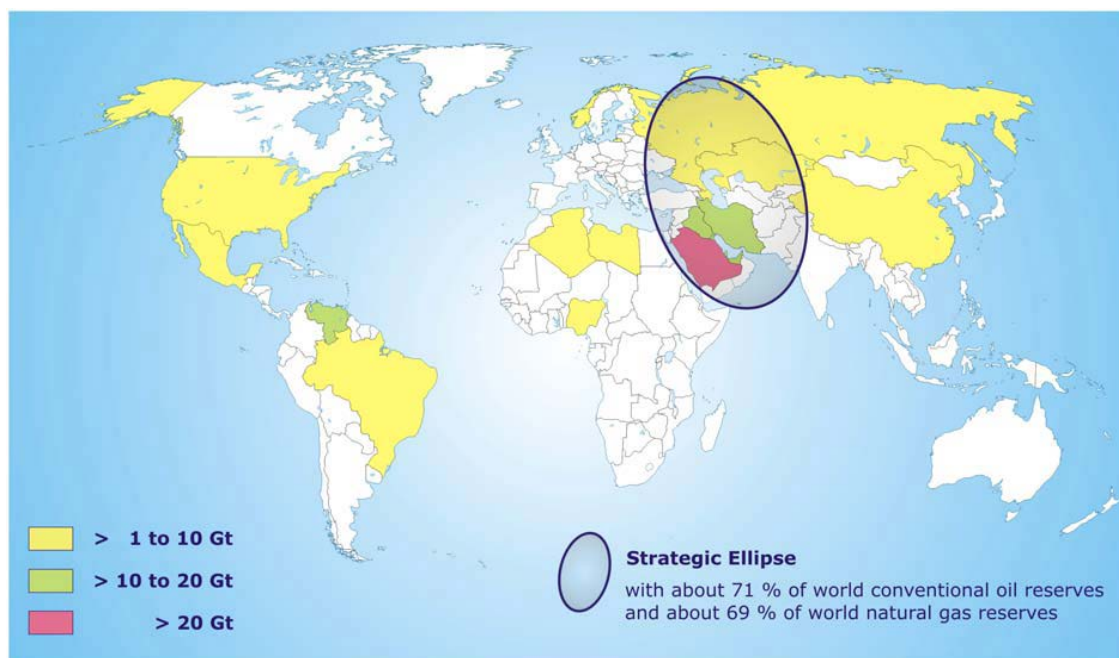 > 1 to 10 Gt
> 10 to 20 Gt
> 20 Gt
Strategic Ellipse
with about 71 % of world conventional oil reserves
and about 69 % of world natural gas reserves